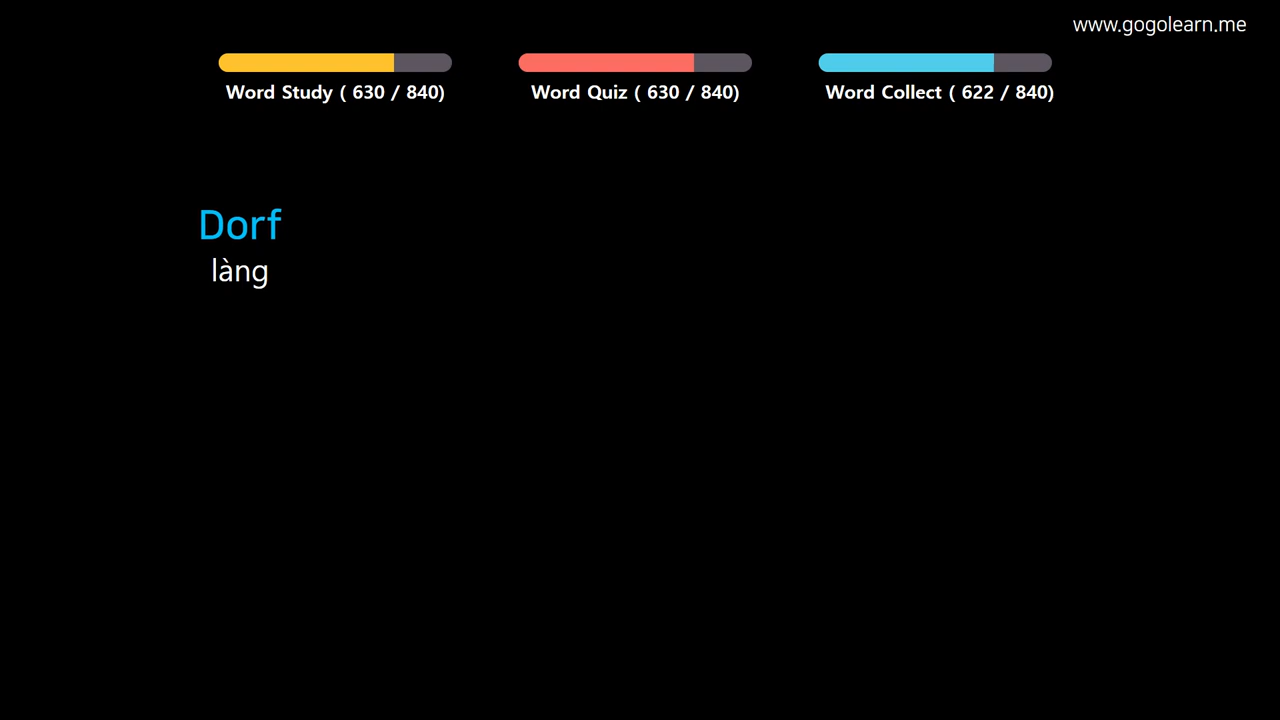 www.gogolearn.me
Word Study ( 630 / 840)
Word Quiz ( 630 / 840)
Word Collect ( 622 / 840)
Dorf
làng